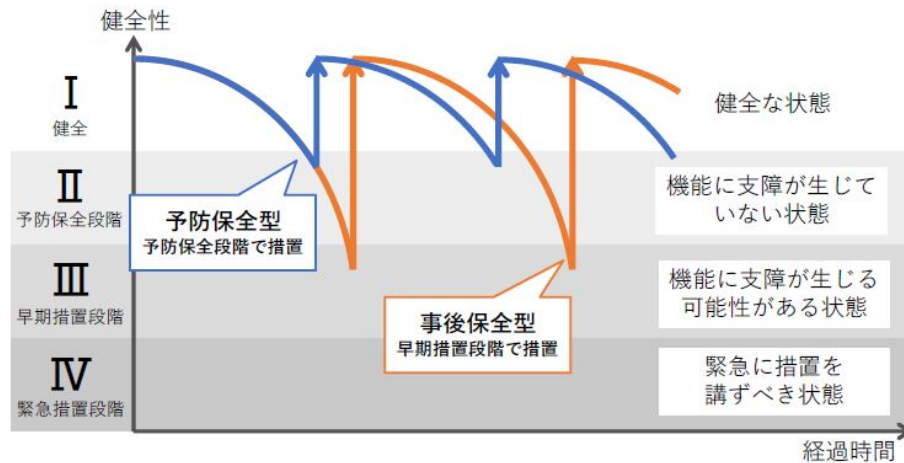 健全性
Ⅰ
健全
健全な状態
Ⅱ
予防保全段階
機能に支障が生じて
いない状態
予防保全型
予防保全段階で措置
Ⅲ
早期措置段階
機能に支障が生じる
可能性がある状態
事後保全型
早期措置段階で措置
Ⅳ
緊急措置段階
緊急に措置を
講ずべき状態
経過時間